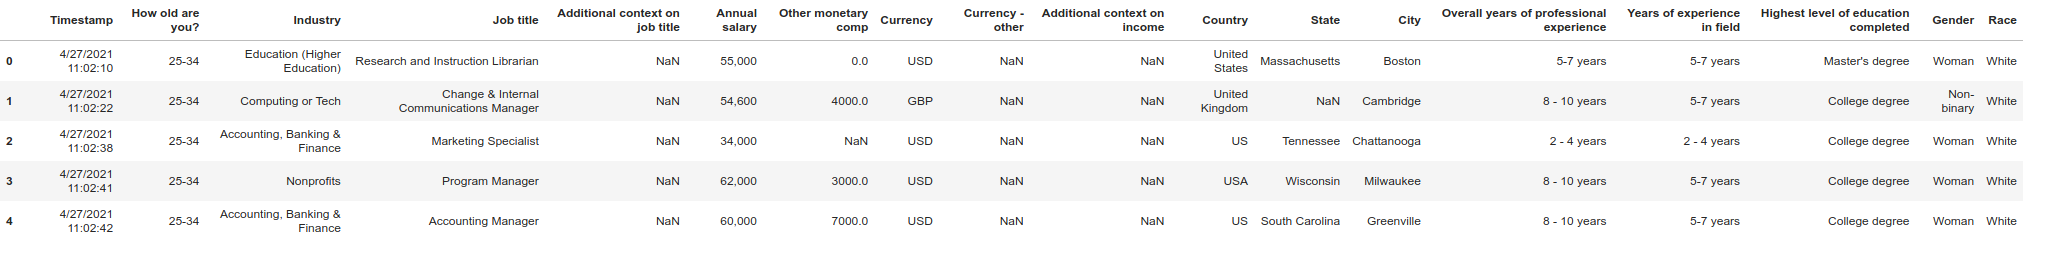 Timestamp How old are you? Industry Job title Additional context on job title Annual salary Other monetary comp Currency Currency - other Additional context on income Country State City Overall years of professional experience Years of experience in field Highest level of education completed Gender Race
0 4/27/2021 11:02:10 25-34 Education (Higher Education) Research and Instruction Librarian NaN 55,000 0.0 USD NaN NaN United States Massachusetts Boston 5-7 years 5-7 years Master's degree Woman White
1 4/27/2021 11:02:22 25-34 Computing or Tech Change & Internal Communications Manager NaN 54,600 4000.0 GBP NaN NaN United Kingdom NaN Cambridge 8 - 10 years 5-7 years College degree Non-binary White
2 4/27/2021 11:02:38 25-34 Accounting, Banking & Finance Marketing Specialist NaN 34,000 NaN USD NaN NaN US Tennessee Chattanooga 2 - 4 years 2 - 4 years College degree Woman White
3 4/27/2021 11:02:41 25-34 Nonprofits Program Manager NaN 62,000 3000.0 USD NaN NaN USA Wisconsin Milwaukee 8 - 10 years 5-7 years College degree Woman White
4 4/27/2021 11:02:42 25-34 Accounting, Banking & Finance Accounting Manager NaN 60,000 7000.0 USD NaN NaN US South Carolina Greenville 8 - 10 years 5-7 years College degree Woman White